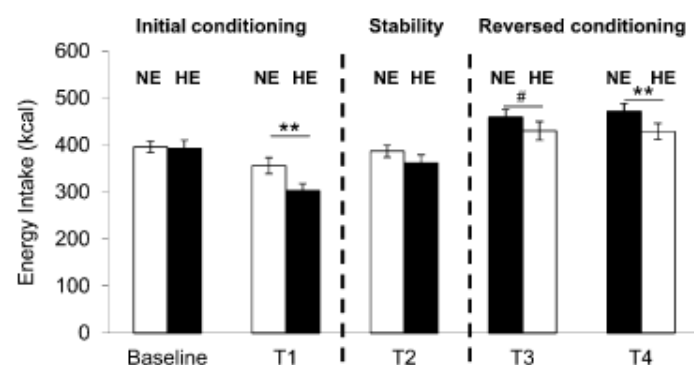 Initial conditioning Stability Reversed conditioning
600
500
400
300
200
100
0
Energy Intake (kcal)
NE HE NE HE NE HE NE HE NE HE
** # **
Baseline T1 T2 T3 T4